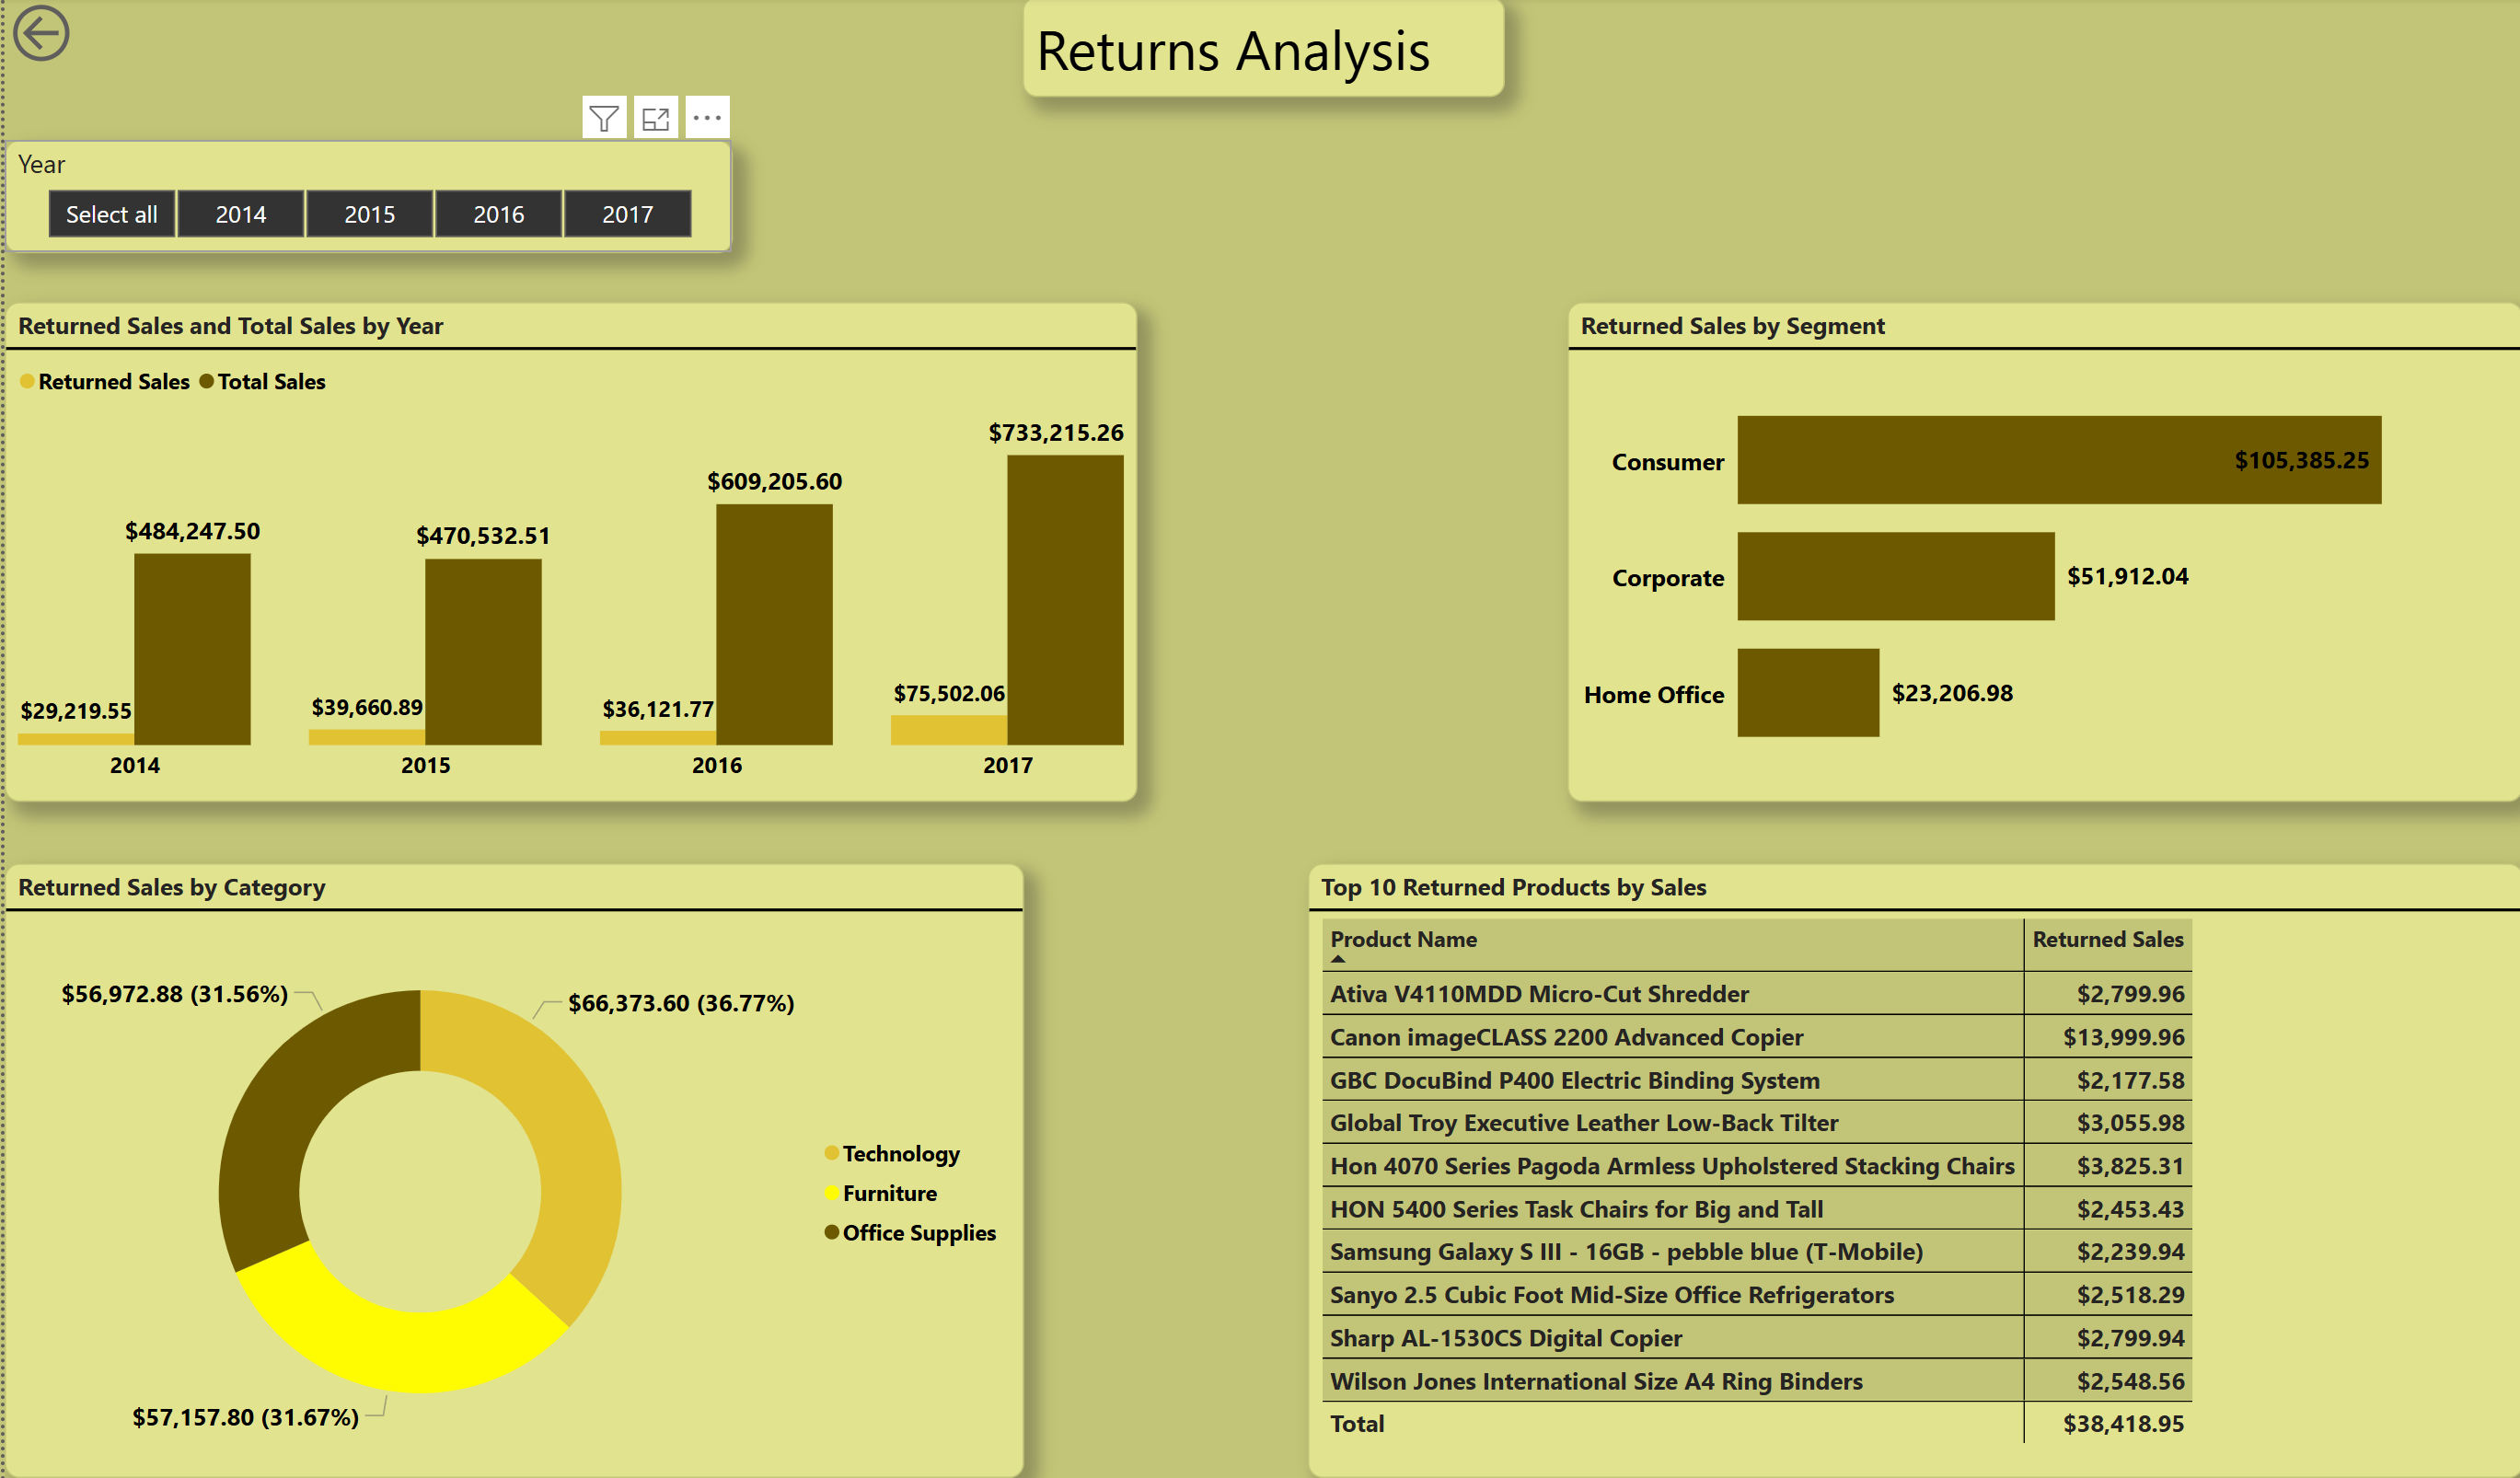 Returns Analysis
Year
Select all 2014 2015 2016 2017
Returned Sales and Total Sales by Year
Returned Sales Total Sales
$733,215.26
$609,205.60
$484,247.50
$470,532.51
$75,502.06
$39,660.89
$36,121.77
$29,219.55
2014 2015 2016 2017
Returned Sales by Segment
Consumer $105,385.25
Corporate $51,912.04
Home Office $23,206.98
Returned Sales by Category
$56,972.88 (31.56%)
$66,373.60 (36.77%)
Technology
Furniture
Office Supplies
$57,157.80 (31.67%)
Top 10 Returned Products by Sales
Product Name Returned Sales
Ativa V4110MDD Micro-Cut Shredder $2,799.96
Canon imageCLASS 2200 Advanced Copier $13,999.96
GBC DocuBind P400 Electric Binding System $2,177.58
Global Troy Executive Leather Low-Back Tilter $3,055.98
Hon 4070 Series Pagoda Armless Upholstered Stacking Chairs $3,825.31
HON 5400 Series Task Chairs for Big and Tall $2,453.43
Samsung Galaxy S III - 16GB - pebble blue (T-Mobile) $2,239.94
Sanyo 2.5 Cubic Foot Mid-Size Office Refrigerators $2,518.29
Sharp AL-1530CS Digital Copier $2,799.94
Wilson Jones International Size A4 Ring Binders $2,548.56
Total $38,418.95